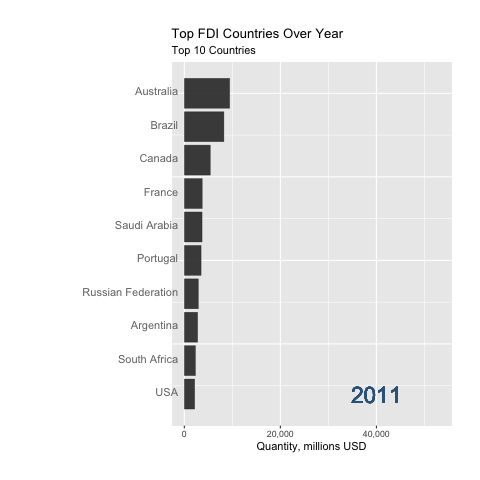 Top FDI Countries Over Year
Top 10 Countries
Australia
Brazil
Canada
France
Saudi Arabia
Portugal
Russian Federation
Argentina
South Africa
USA
2011
0
20,000
40,000
Quantity, millions USD